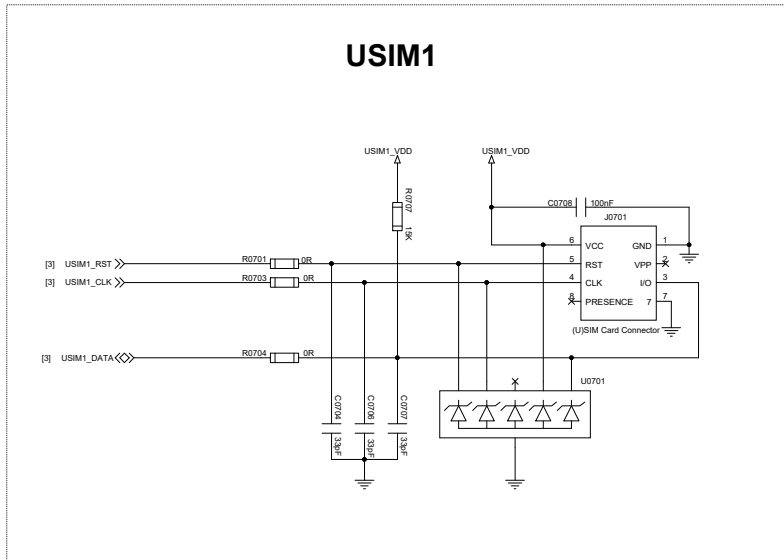 USIM1
USIM1_VDD
USIM1_VDD
R0707
15K
C0708 100nF
J0701
6 VCC GND 1
[3] USIM1_RST R0701 0R 5 RST VPP 2
[3] USIM1_CLK R0703 0R 4 CLK I/O 3
8 PRESENCE 7 7
(U)SIM Card Connector
[3] USIM1_DATA R0704 0R
U0701
C0704
33pF
C0706
33pF
C0707
33pF